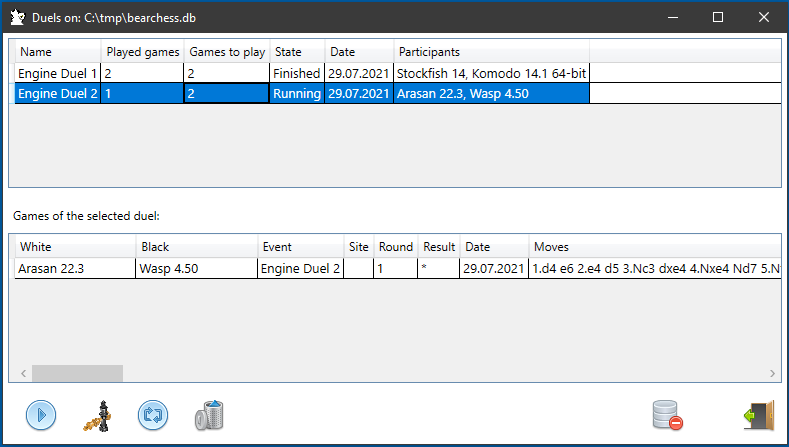 Duels on: C:\tmp\bearchess.db
Name Played games Games to play State Date Participants
Engine Duel 1 2 2 Finished 29.07.2021 Stockfish 14, Komodo 14.1 64-bit
Engine Duel 2 1 2 Running 29.07.2021 Arasan 22.3, Wasp 4.50
Games of the selected duel:
White Black Event Site Round Result Date Moves
Arasan 22.3 Wasp 4.50 Engine Duel 2 1 * 29.07.2021 1.d4 e6 2.e4 d5 3.Nc3 dxe4 4.Nxe4 Nd7 5.N